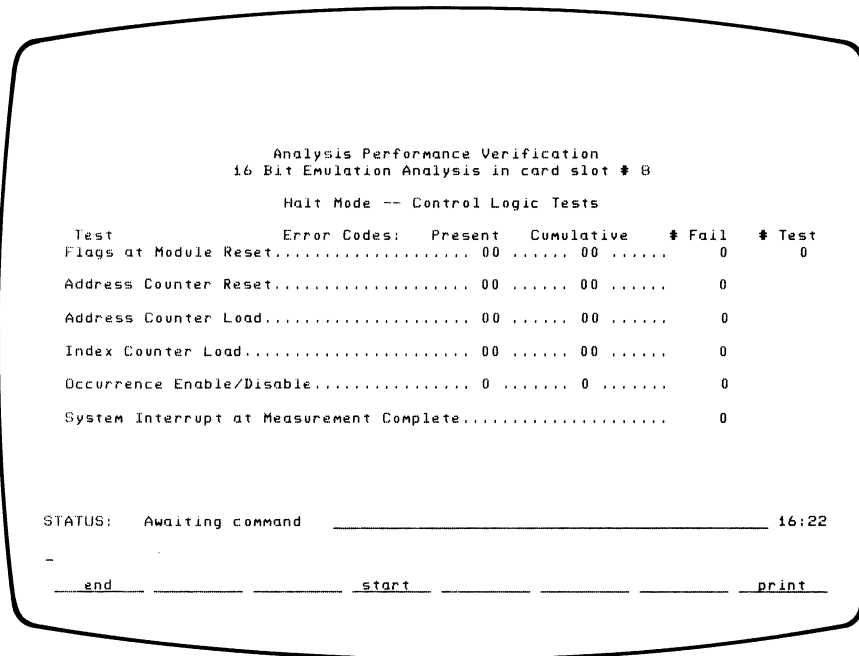 Analysis Performance Verification
16 Bit Emulation Analysis in card slot # 8
Halt Mode -- Control Logic Tests
Test Error Codes: Present Cumulative # Fail # Test
Flags at Module Reset.................... 00 ...... 00 ...... 0 0
Address Counter Reset.................... 00 ...... 00 ...... 0
Address Counter Load..................... 00 ...... 00 ...... 0
Index Counter Load....................... 00 ...... 00 ...... 0
Occurrence Enable/Disable................ 0 ....... 0 ....... 0
System Interrupt at Measurement Complete..................... 0
STATUS: Awaiting command 16:22
end start print